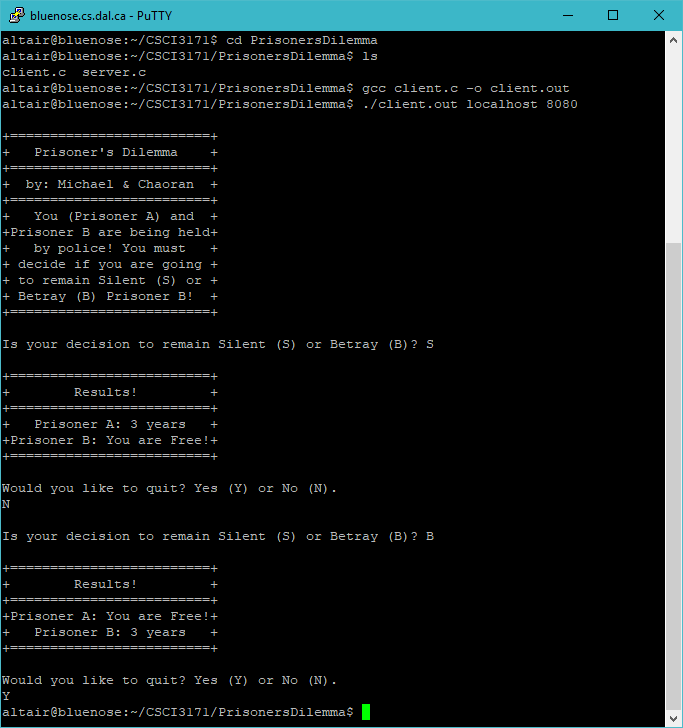 bluenose.cs.dal.ca - PuTTY
altair@bluenose:~/CSCI3171$ cd PrisonersDilemma
altair@bluenose:~/CSCI3171/PrisonersDilemma$ ls
client.c  server.c
altair@bluenose:~/CSCI3171/PrisonersDilemma$ gcc client.c -o client.out
altair@bluenose:~/CSCI3171/PrisonersDilemma$ ./client.out localhost 8080
+=========================+
+   Prisoner's Dilemma    +
+=========================+
+  by: Michael & Chaoran  +
+=========================+
+   You (Prisoner A) and  +
+Prisoner B are being held+
+   by police! You must   +
+ decide if you are going +
+ to remain Silent (S) or +
+ Betray (B) Prisoner B!  +
+=========================+
Is your decision to remain Silent (S) or Betray (B)? S
+=========================+
+        Results!         +
+=========================+
+   Prisoner A: 3 years   +
+Prisoner B: You are Free!+
+=========================+
Would you like to quit? Yes (Y) or No (N).
N
Is your decision to remain Silent (S) or Betray (B)? B
+=========================+
+        Results!         +
+=========================+
+Prisoner A: You are Free!+
+   Prisoner B: 3 years   +
+=========================+
Would you like to quit? Yes (Y) or No (N).
Y
altair@bluenose:~/CSCI3171/PrisonersDilemma$